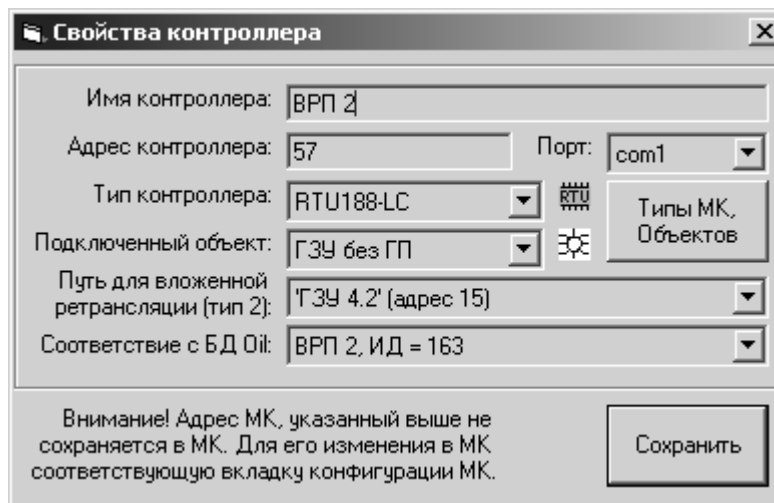 Свойства контроллера
Имя контроллера: ВРП 2
Адрес контроллера: 57 Порт: com1
Тип контроллера: RTU188-LC RTU
Типы МК,
Объектов
Подключенный объект: ГЗУ без ГП
Путь для вложенной
ретрансляции (тип 2): 'ГЗУ 4.2' (адрес 15)
Соответствие с БД Oil: ВРП 2, ИД = 163
Внимание! Адрес МК, указанный выше не
сохраняется в МК. Для его изменения в МК
соответствующую вкладку конфигурации МК.
Сохранить